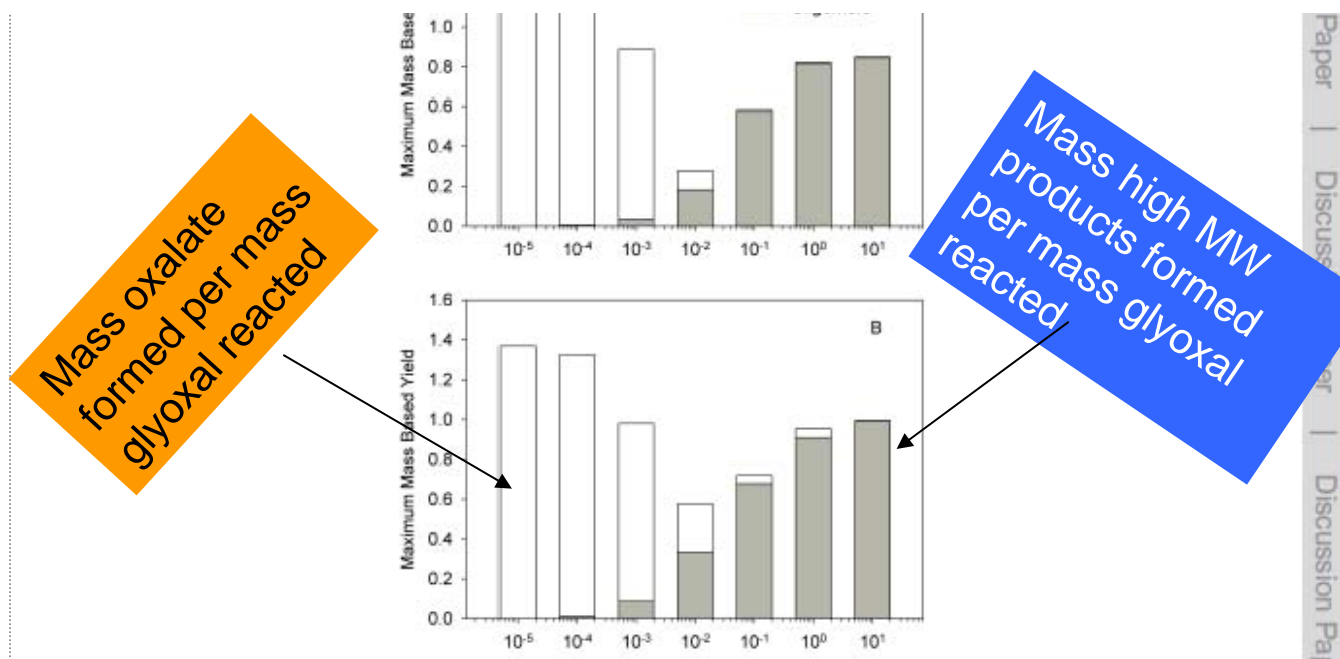 Maximum Mass Base
1.0
0.8
0.6
0.4
0.2
0.0
10⁻⁵ 10⁻⁴ 10⁻³ 10⁻² 10⁻¹ 10⁰ 10¹
Mass oxalate
formed per mass
glyoxal reacted
Mass high MW
products formed
per mass glyoxal
reacted
Maximum Mass Based Yield
B
1.6
1.4
1.2
1.0
0.8
0.6
0.4
0.2
0.0
10⁻⁵ 10⁻⁴ 10⁻³ 10⁻² 10⁻¹ 10⁰ 10¹
Paper | Discuss er | Discussion Pa